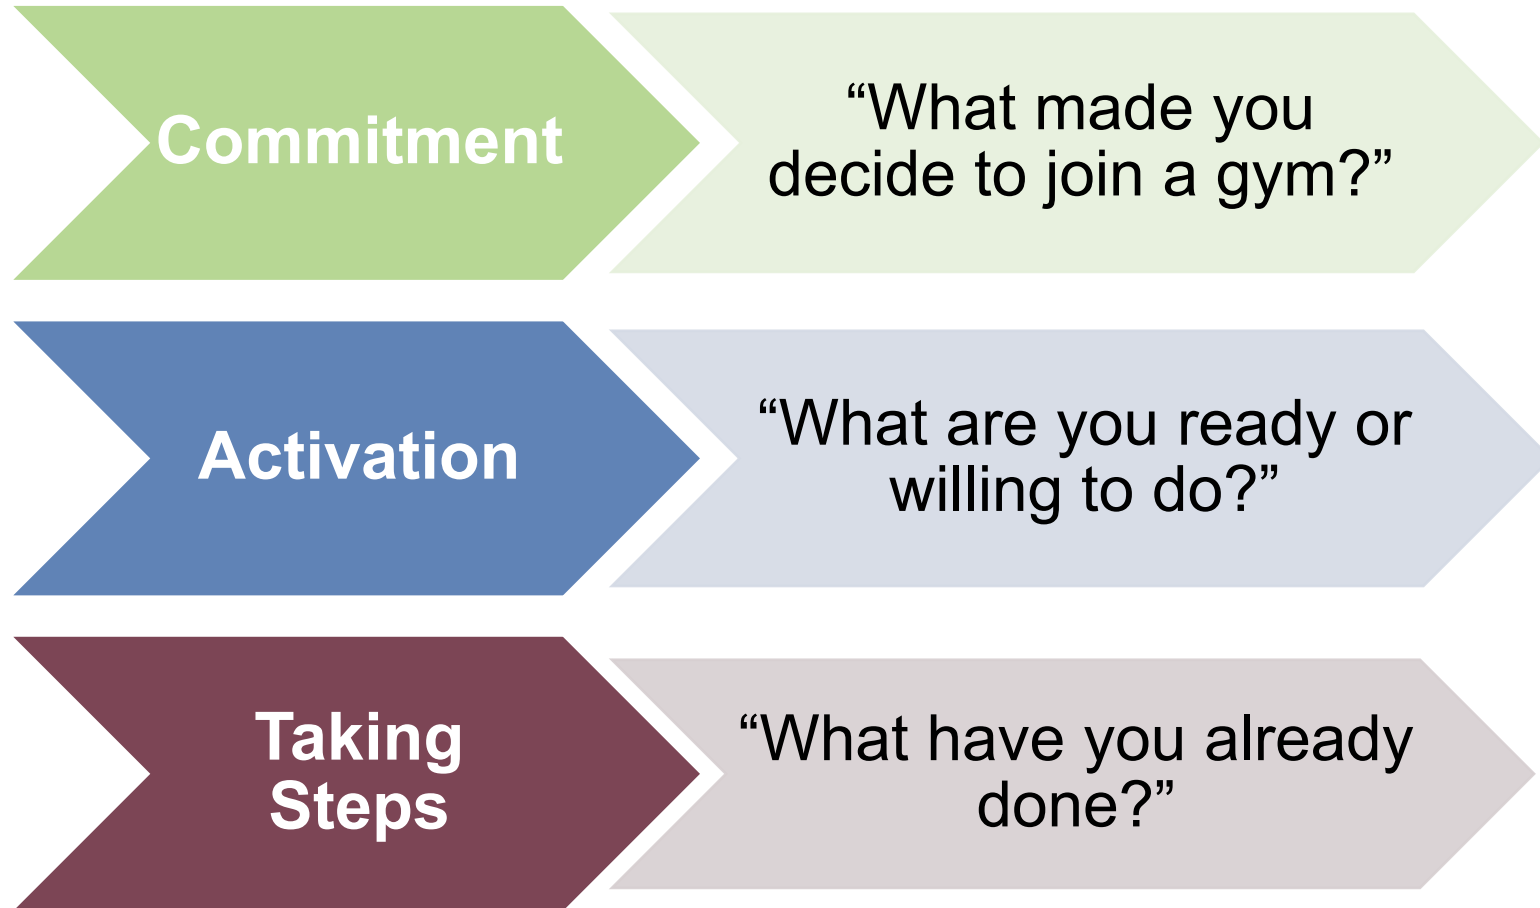 Commitment
“What made you
decide to join a gym?”
Activation
“What are you ready or
willing to do?”
Taking
Steps
“What have you already
done?”